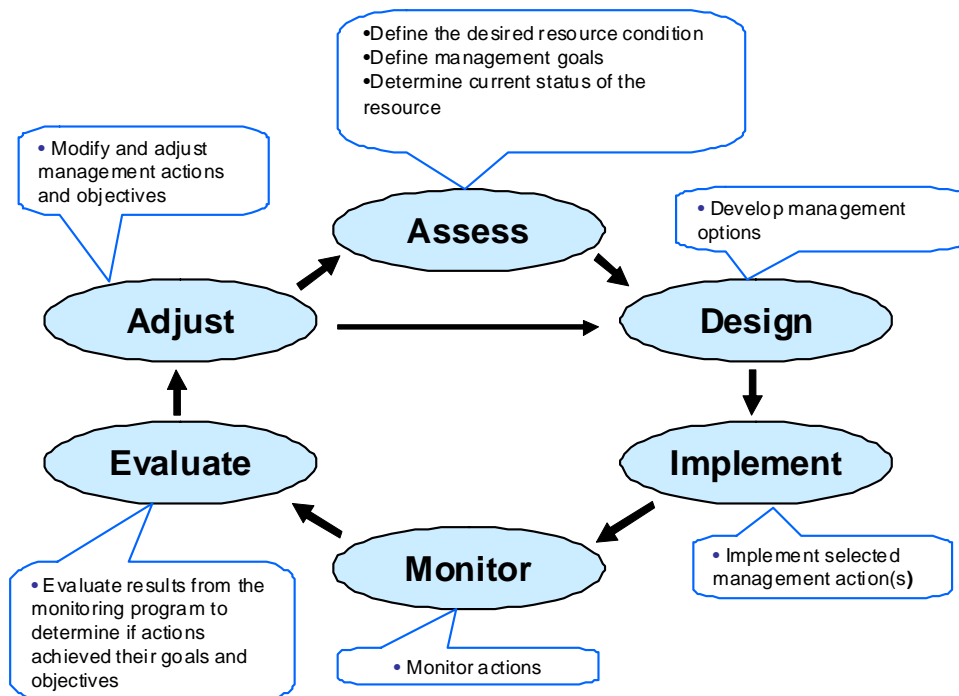 •Define the desired resource condition
•Define management goals
•Determine current status of the
resource
• Modify and adjust
management actions
and objectives
Assess
• Develop management
options
Adjust
Design
Evaluate
Implement
Monitor
• Implement selected
management action(s)
• Evaluate results from the
monitoring program to
determine if actions
achieved their goals and
objectives
• Monitor actions